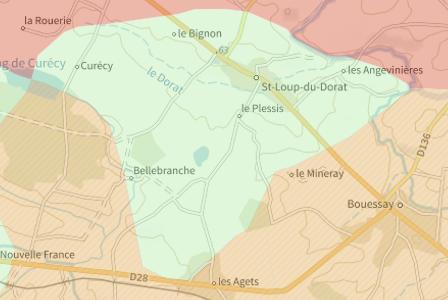 la Rouerie
le Bignon
63
ng de Curécy
Curécy
le Dorat
les Angevinières
St-Loup-du-Dorat
le Plessis
D136
Bellebranche
le Mineray
Bouessay
Nouvelle France
D28
les Agets